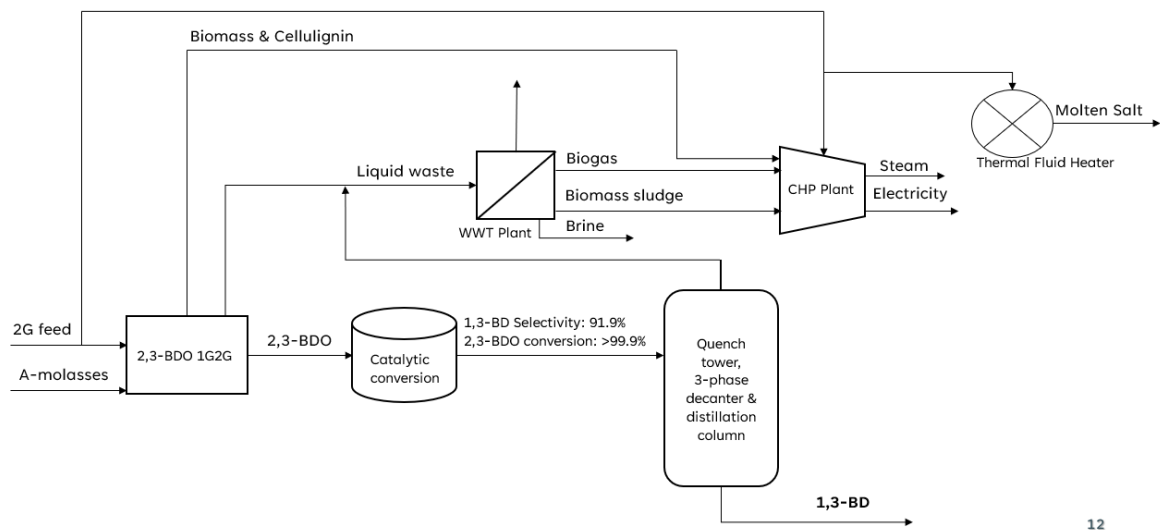 Biomass & Cellulignin
Molten Salt
Thermal Fluid Heater
Liquid waste
Biogas
Biomass sludge
WWT Plant
Brine
CHP Plant
Steam
Electricity
2G feed
A-molasses
2,3-BDO 1G2G
2,3-BDO
Catalytic
conversion
1,3-BD Selectivity: 91.9%
2,3-BDO conversion: >99.9%
Quench
tower,
3-phase
decanter &
distillation
column
1,3-BD
12